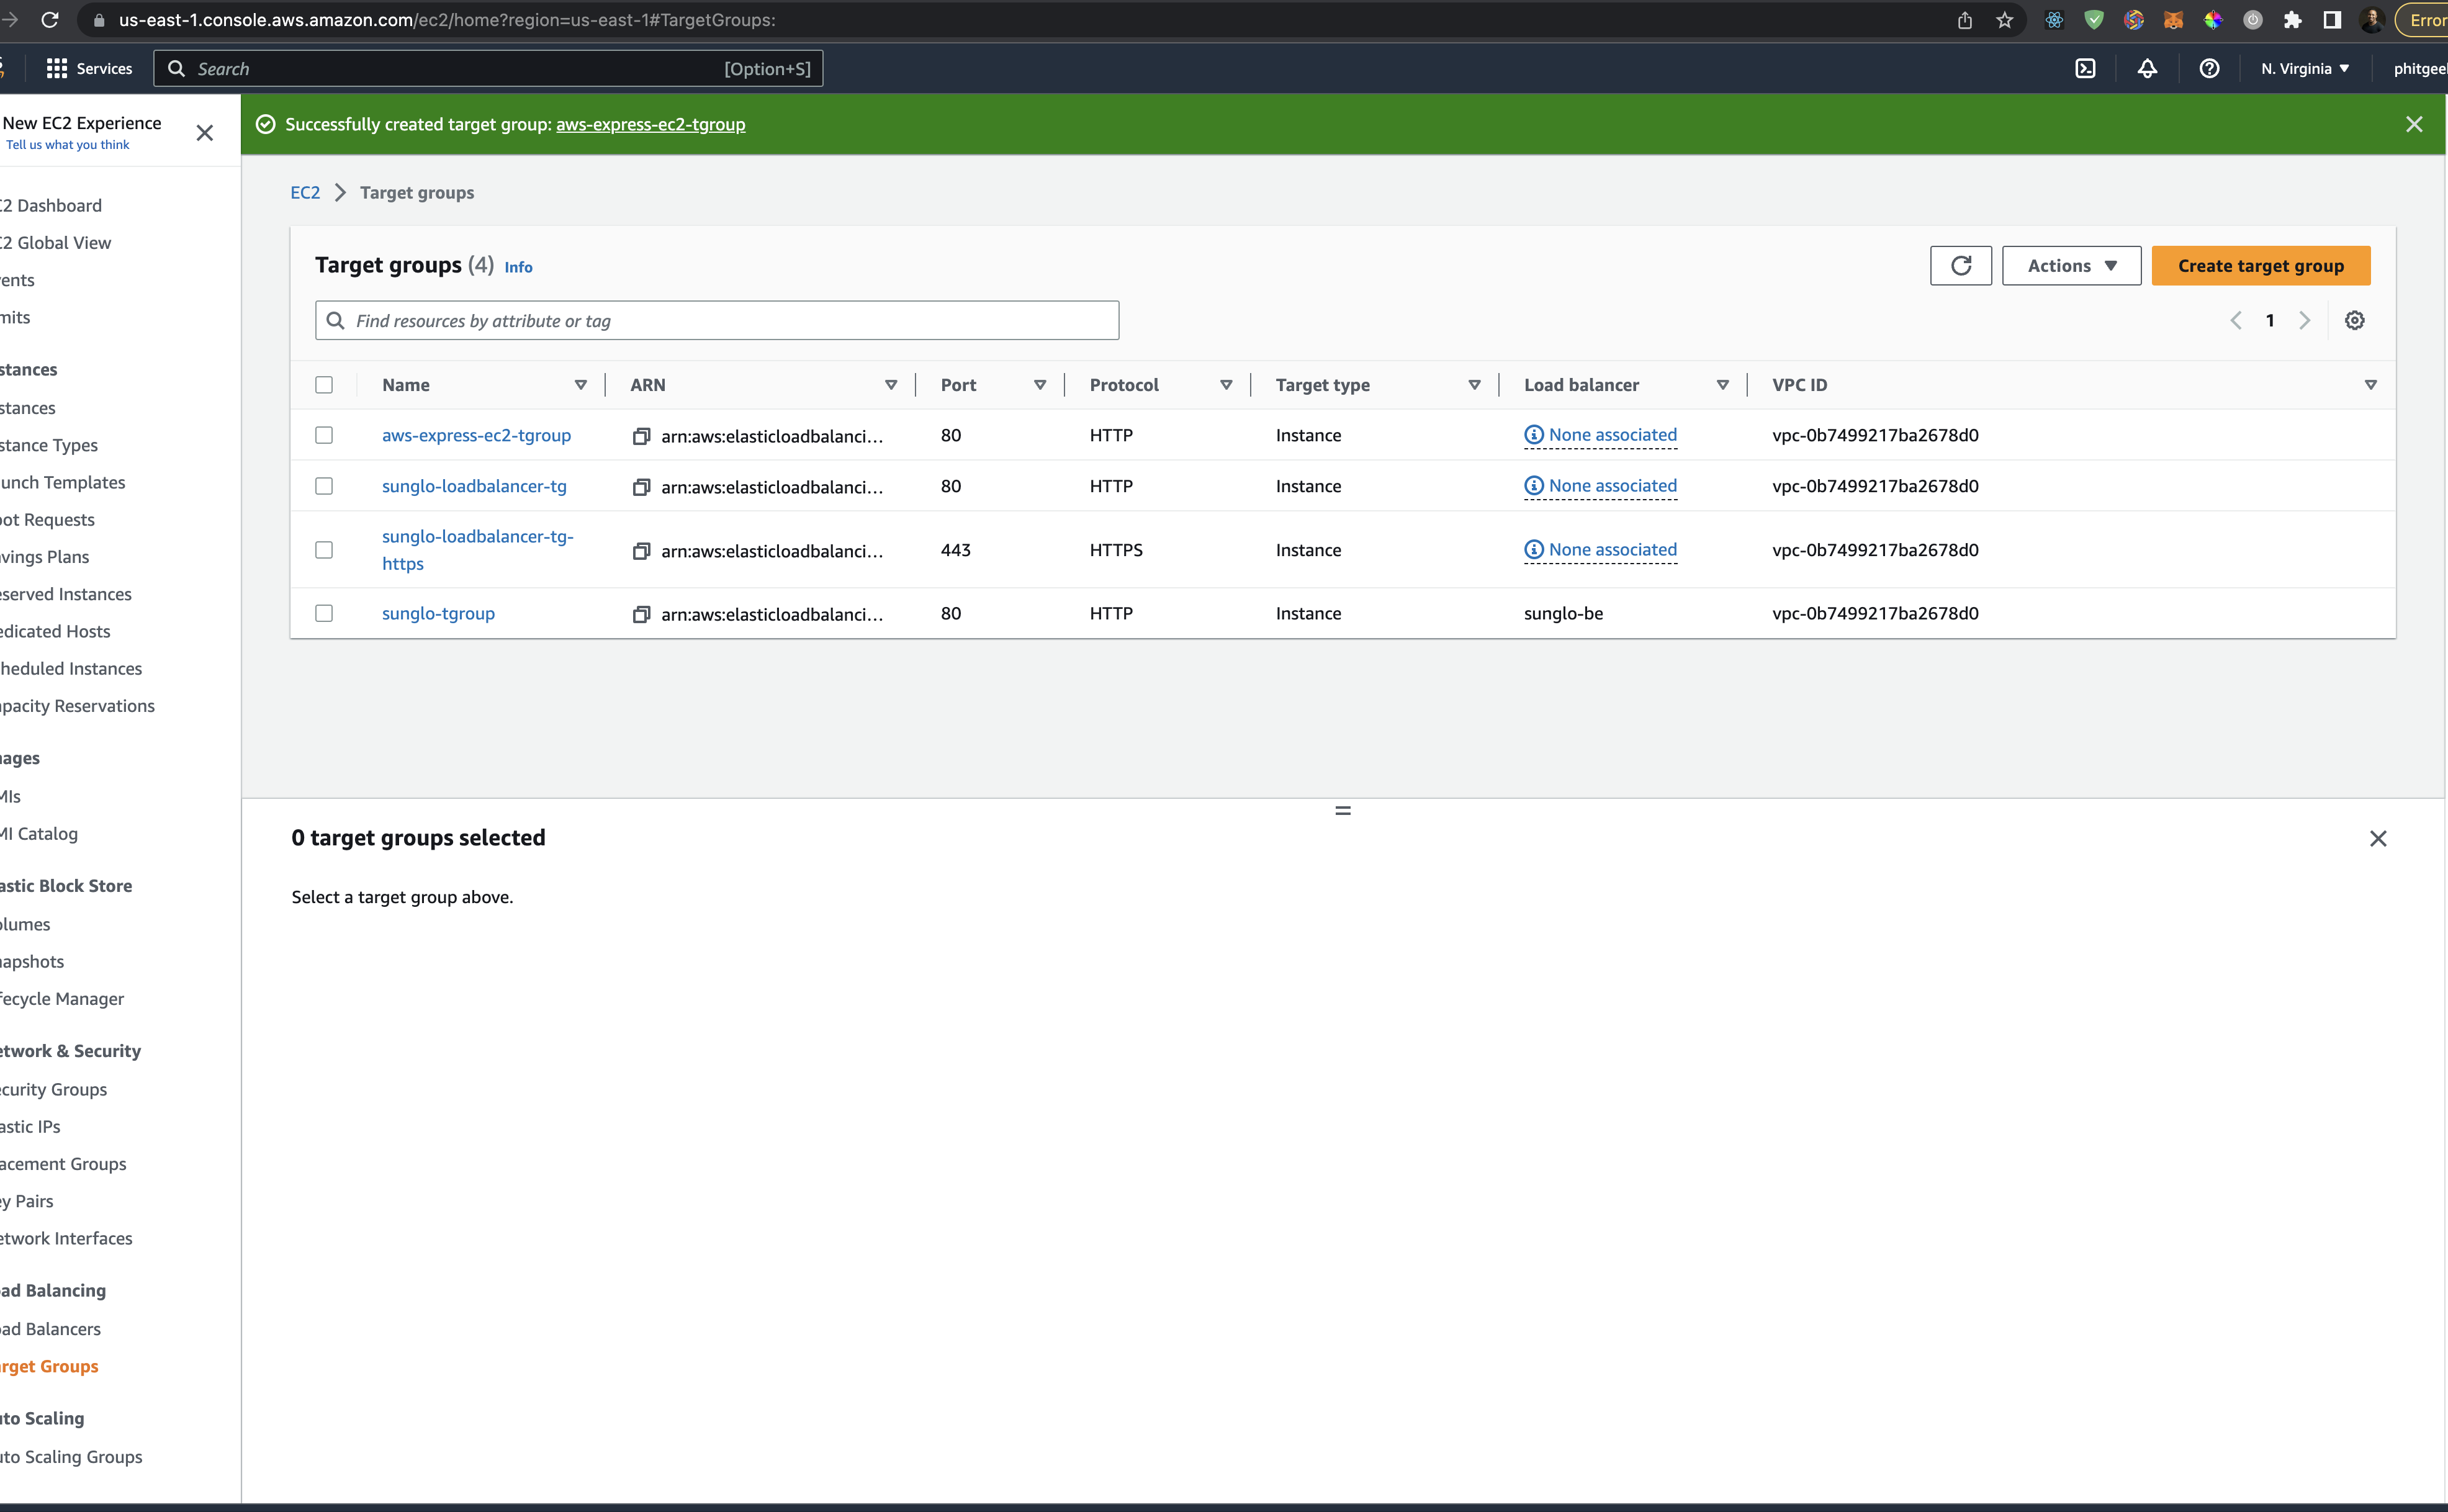 us-east-1.console.aws.amazon.com/ec2/home?region=us-east-1#TargetGroups:
Error
Services
Search
[Option+S]
N. Virginia
phitgeek
New EC2 Experience
Tell us what you think
Successfully created target group: aws-express-ec2-tgroup
EC2 > Target groups
Target groups (4) Info
Actions
Create target group
Find resources by attribute or tag
1
Name ARN Port Protocol Target type Load balancer VPC ID
aws-express-ec2-tgroup arn:aws:elasticloadbalanci... 80 HTTP Instance None associated vpc-0b7499217ba2678d0
sunglo-loadbalancer-tg arn:aws:elasticloadbalanci... 80 HTTP Instance None associated vpc-0b7499217ba2678d0
sunglo-loadbalancer-tg-
https arn:aws:elasticloadbalanci... 443 HTTPS Instance None associated vpc-0b7499217ba2678d0
sunglo-tgroup arn:aws:elasticloadbalanci... 80 HTTP Instance sunglo-be vpc-0b7499217ba2678d0
0 target groups selected
Select a target group above.
C2 Dashboard
C2 Global View
ents
mits
stances
stances
stance Types
unch Templates
ot Requests
vings Plans
served Instances
dicated Hosts
heduled Instances
pacity Reservations
ages
MIs
MI Catalog
astic Block Store
lumes
apshots
fecycle Manager
etwork & Security
curity Groups
astic IPs
acement Groups
y Pairs
etwork Interfaces
ad Balancing
ad Balancers
rget Groups
to Scaling
to Scaling Groups